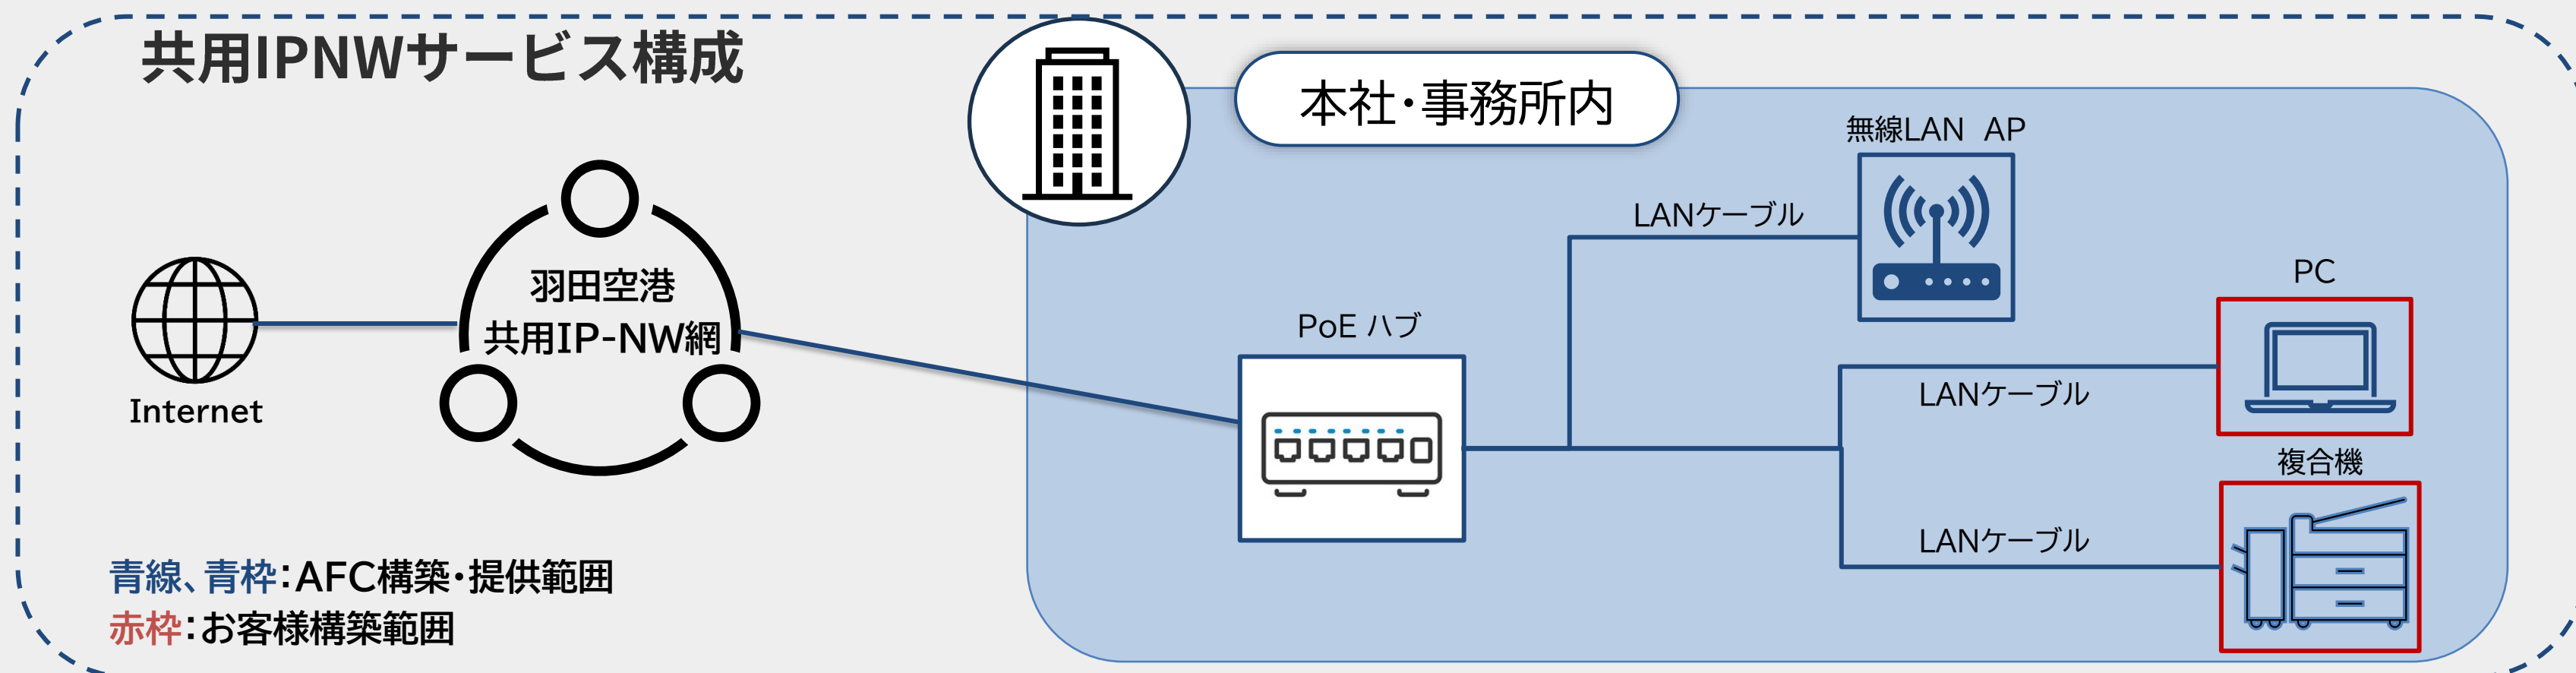 共用IPNWサービス構成
本社・事務所内
無線LAN AP
LANケーブル
PC
羽田空港
共用IP-NW網
PoE ハブ
LANケーブル
Internet
複合機
LANケーブル
青線、青枠：AFC構築・提供範囲
赤枠：お客様構築範囲